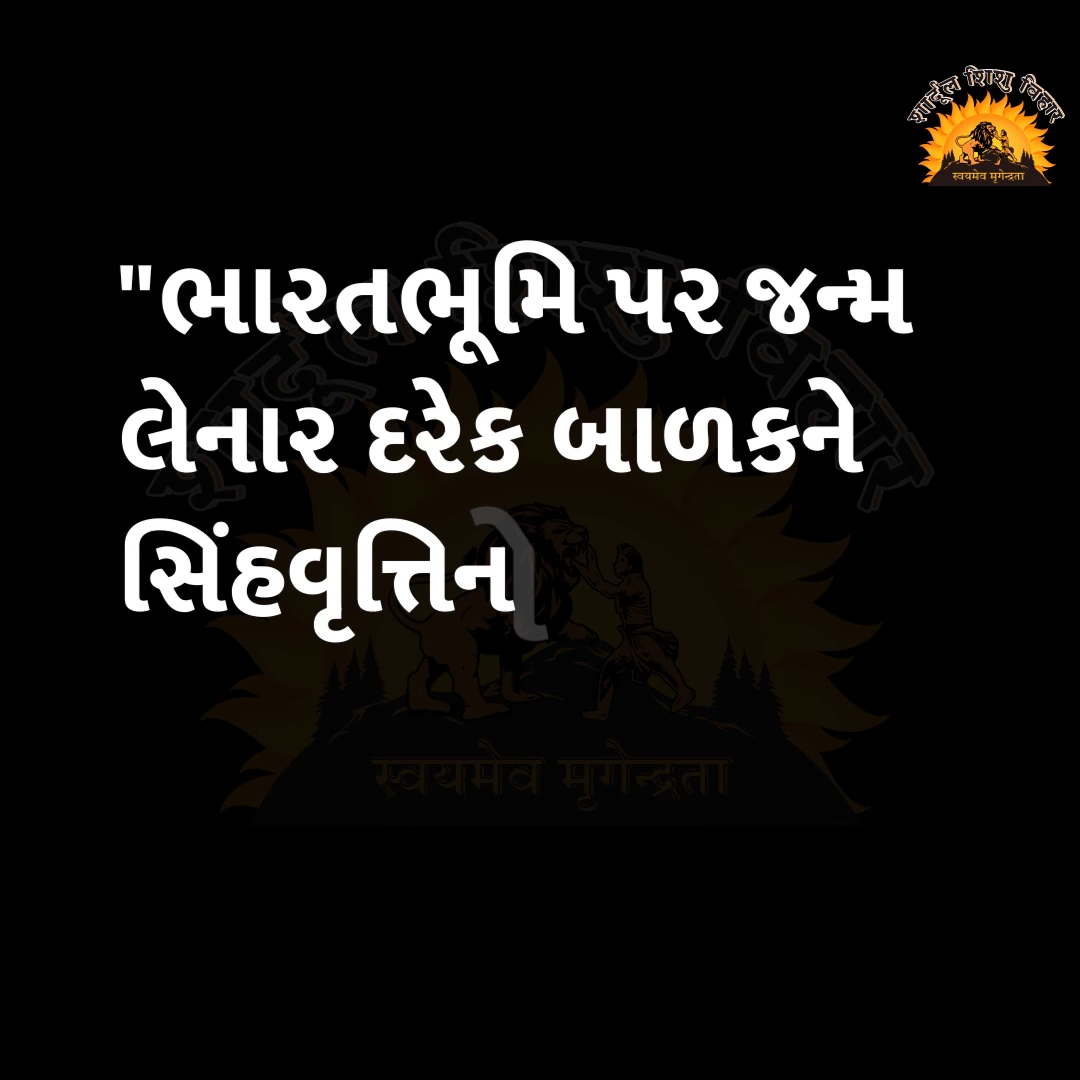 शार्दूल शिशु विहार
स्वयमेव मृगेन्द्रता
"ભારતભૂમિ પર જન્મ
લેનાર દરેક બાળકને
સિંહવૃત્તિનો
शार्दूल शिशु विहार
स्वयमेव मृगेन्द्रता